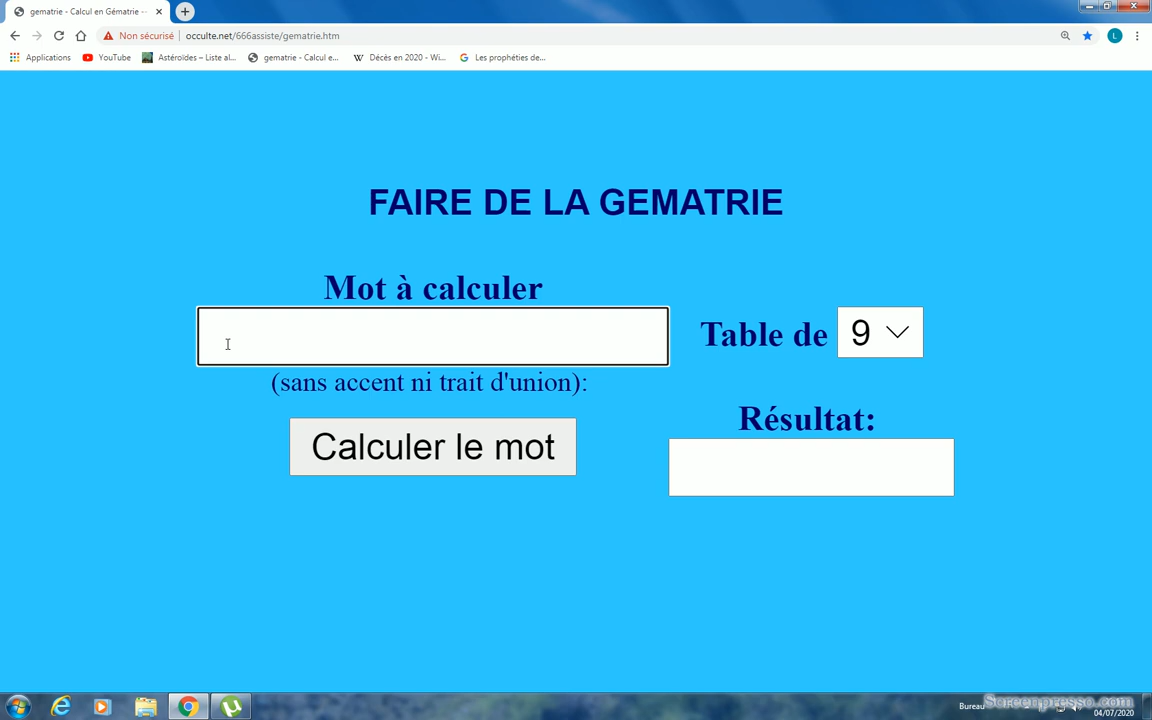 gematrie - Calcul en Gématrie -
Non sécurisé
occulte.net/666assiste/gematrie.htm
L
Applications
YouTube
Astéroïdes – Liste al...
gematrie - Calcul e...
Décès en 2020 - Wi...
Les prophéties de...
FAIRE DE LA GEMATRIE
Mot à calculer
Table de
9
(sans accent ni trait d'union):
Calculer le mot
Résultat:
Bureau
Screenpresso.com
04/07/2020